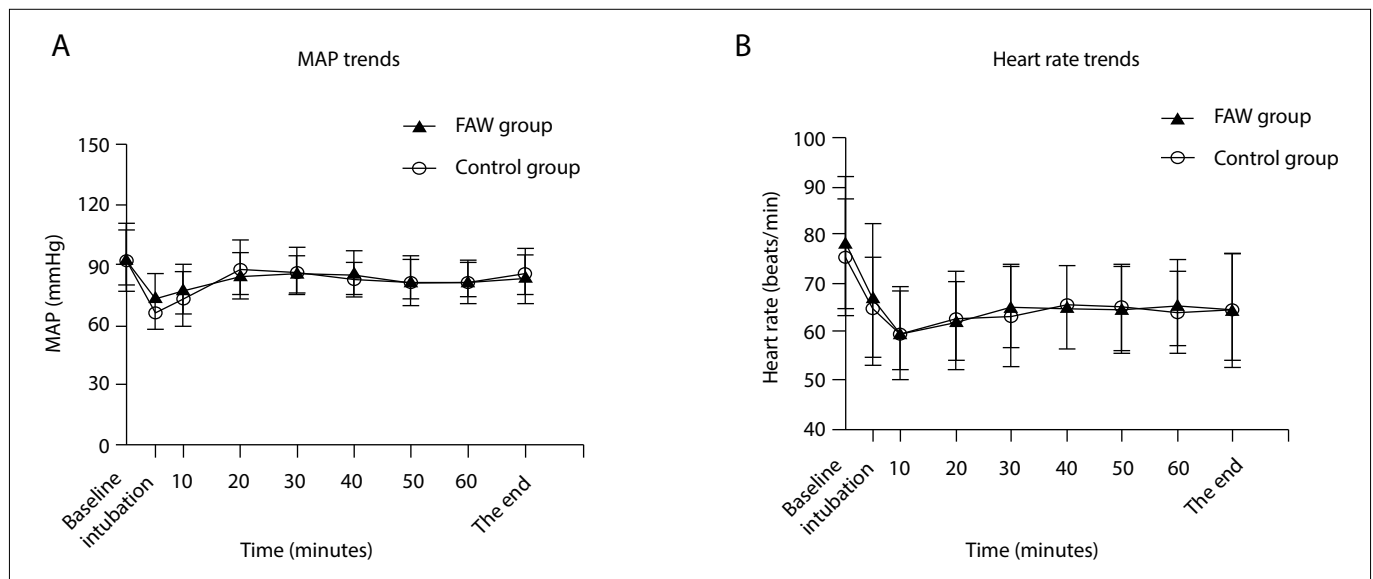 A
MAP trends
FAW group
Control group
150
120
90
60
30
0
MAP (mmHg)
Baseline
intubation
10
20
30
40
50
60
The end
Time (minutes)
B
Heart rate trends
FAW group
Control group
100
90
80
70
60
50
40
Heart rate (beats/min)
Baseline
intubation
10
20
30
40
50
60
The end
Time (minutes)